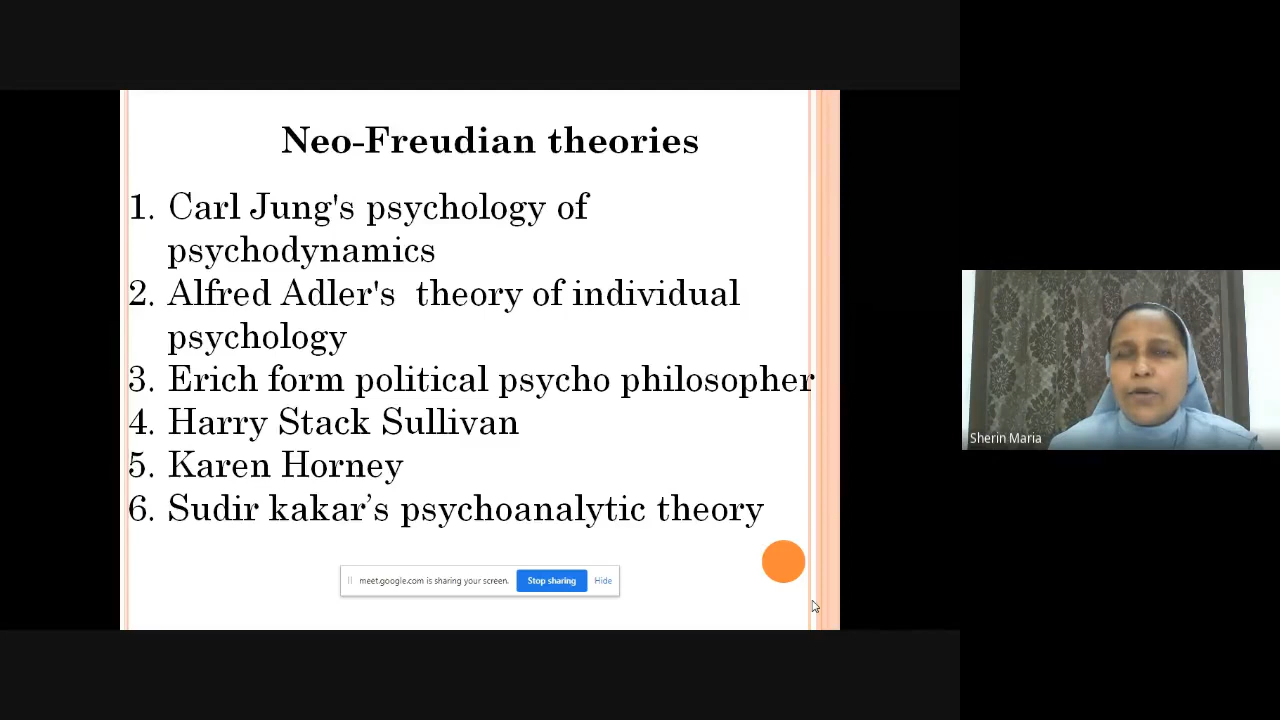 Neo-Freudian theories
1. Carl Jung's psychology of
psychodynamics
2. Alfred Adler's theory of individual
psychology
3. Erich form political psycho philosopher
4. Harry Stack Sullivan
5. Karen Horney
6. Sudir kakar’s psychoanalytic theory
meet.google.com is sharing your screen. Stop sharing Hide
Sherin Maria